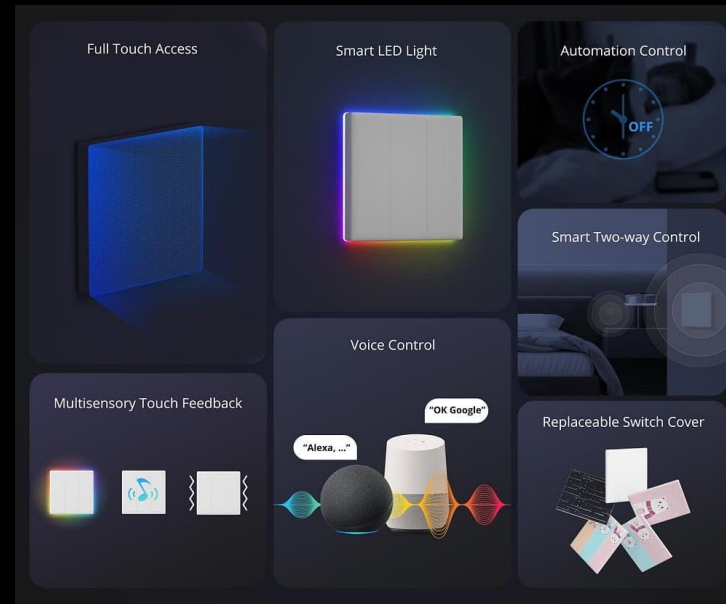 Full Touch Access
Smart LED Light
Automation Control
OFF
Smart Two-way Control
Voice Control
Multisensory Touch Feedback
"OK Google"
"Alexa, ..."
Replaceable Switch Cover